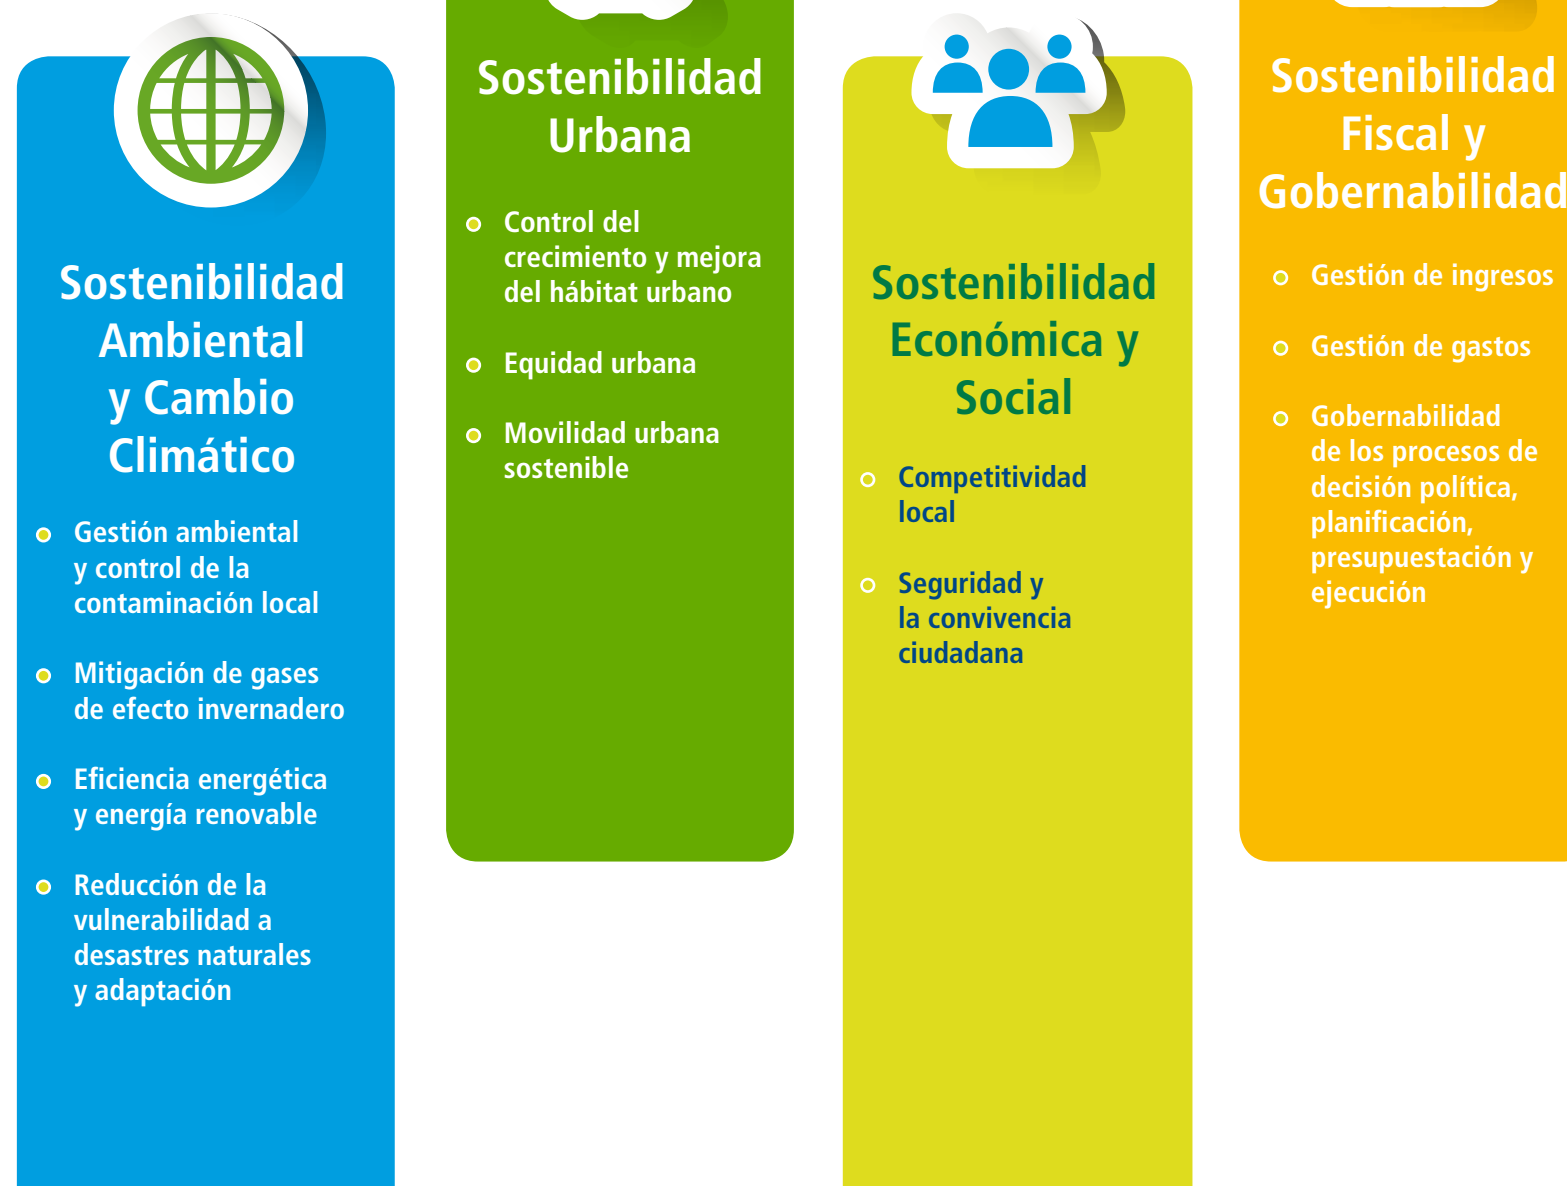 Sostenibilidad
Ambiental
y Cambio
Climático
Gestión ambiental
y control de la
contaminación local
Mitigación de gases
de efecto invernadero
Eficiencia energética
y energía renovable
Reducción de la
vulnerabilidad a
desastres naturales
y adaptación
Sostenibilidad
Urbana
Control del
crecimiento y mejora
del hábitat urbano
Equidad urbana
Movilidad urbana
sostenible
Sostenibilidad
Económica y
Social
Competitividad
local
Seguridad y
la convivencia
ciudadana
Sostenibilidad
Fiscal y
Gobernabilidad
Gestión de ingresos
Gestión de gastos
Gobernabilidad
de los procesos de
decisión política,
planificación,
presupuestación y
ejecución